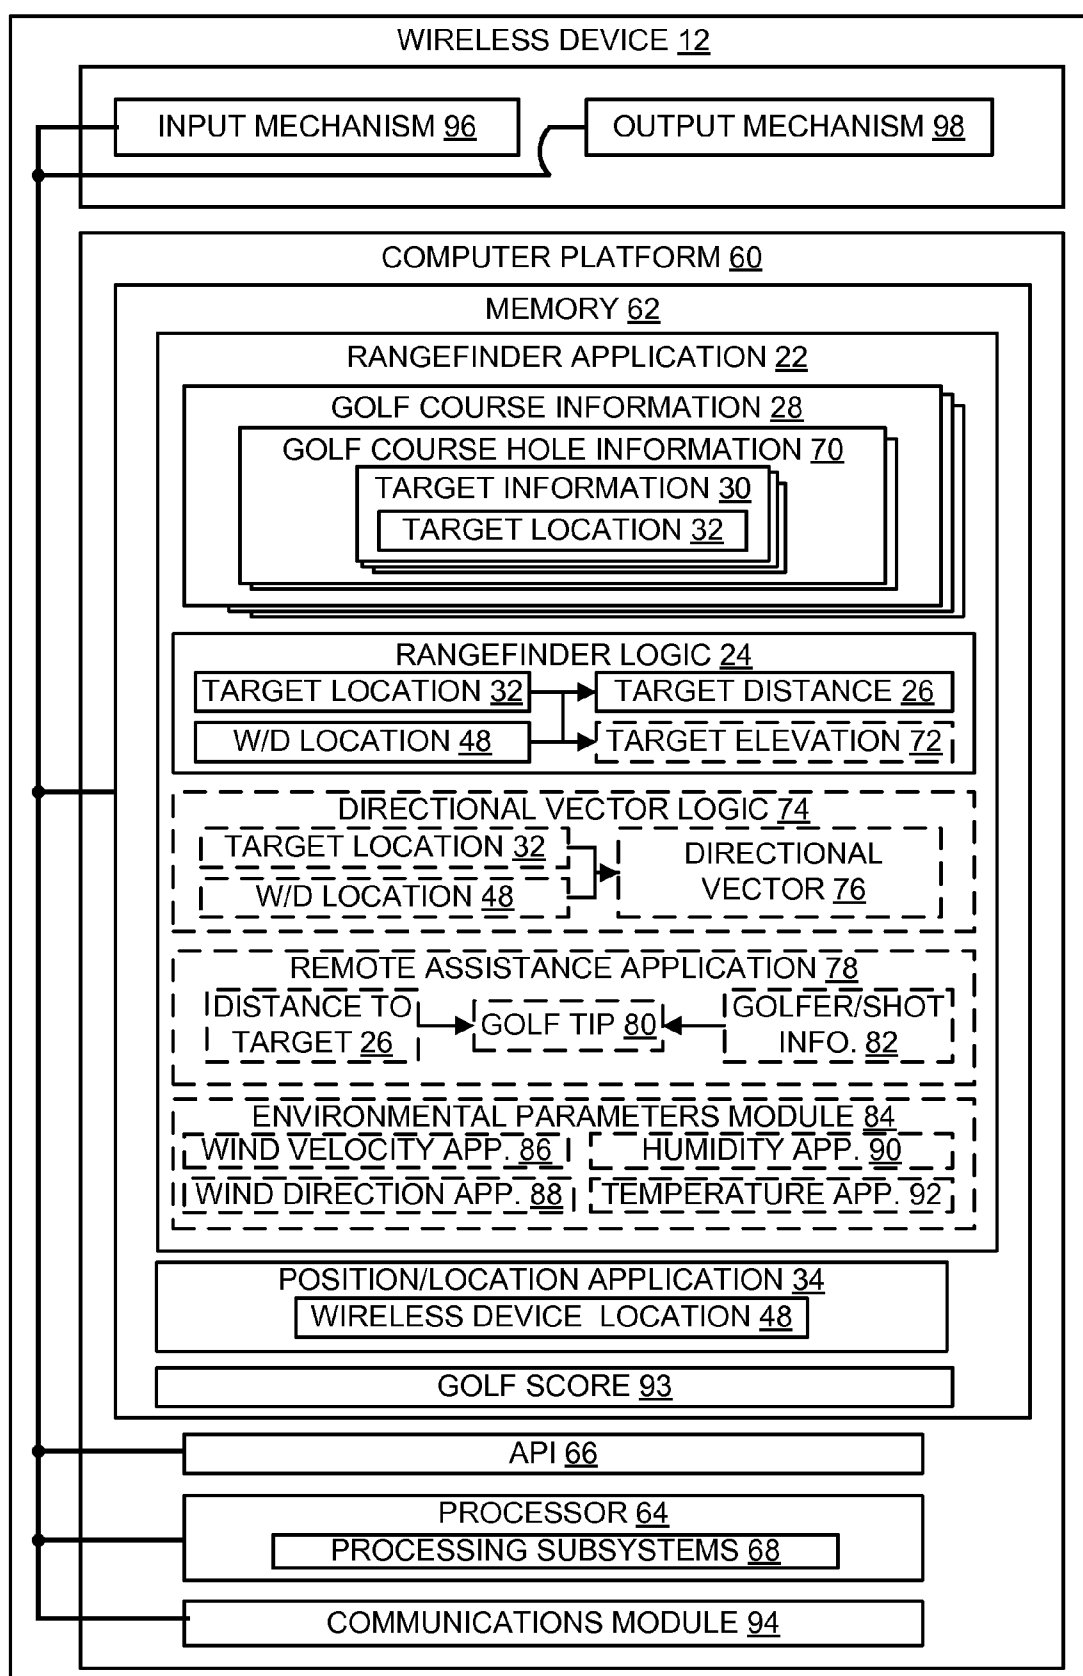 WIRELESS DEVICE 12
INPUT MECHANISM 96
OUTPUT MECHANISM 98
COMPUTER PLATFORM 60
MEMORY 62
RANGEFINDER APPLICATION 22
GOLF COURSE INFORMATION 28
GOLF COURSE HOLE INFORMATION 70
TARGET INFORMATION 30
TARGET LOCATION 32
RANGEFINDER LOGIC 24
TARGET LOCATION 32
TARGET DISTANCE 26
W/D LOCATION 48
TARGET ELEVATION 72
DIRECTIONAL VECTOR LOGIC 74
TARGET LOCATION 32
W/D LOCATION 48
DIRECTIONAL
VECTOR 76
REMOTE ASSISTANCE APPLICATION 78
DISTANCE TO
TARGET 26
GOLF TIP 80
GOLFER/SHOT
INFO. 82
ENVIRONMENTAL PARAMETERS MODULE 84
WIND VELOCITY APP. 86
HUMIDITY APP. 90
WIND DIRECTION APP. 88
TEMPERATURE APP. 92
POSITION/LOCATION APPLICATION 34
WIRELESS DEVICE LOCATION 48
GOLF SCORE 93
API 66
PROCESSOR 64
PROCESSING SUBSYSTEMS 68
COMMUNICATIONS MODULE 94